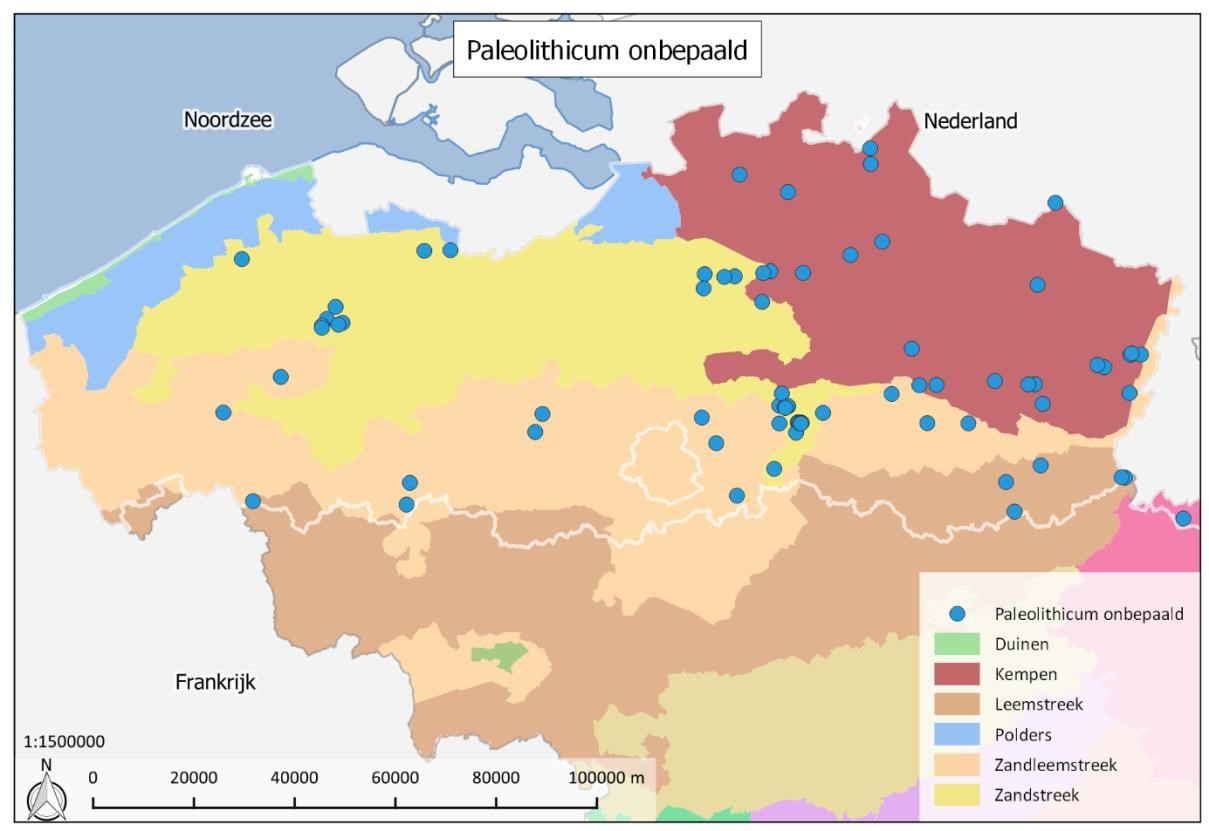 Paleolithicum onbepaald
Noordzee
Nederland
Frankrijk
Paleolithicum onbepaald
Duinen
Kempen
Leemstreek
Polders
Zandleemstreek
Zandstreek
1:1500000
N
0 20000 40000 60000 80000 100000 m